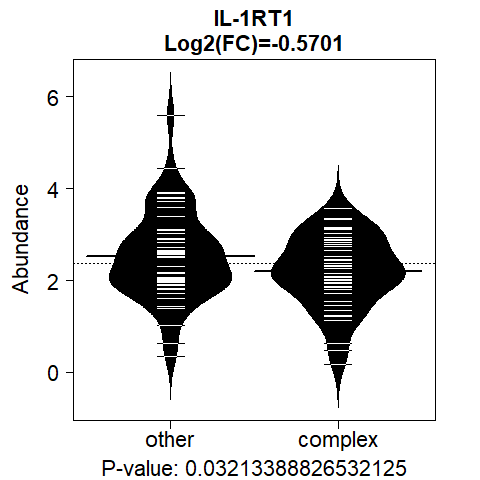 IL-1RT1
Log2(FC)=-0.5701
Abundance
6
4
2
0
other complex
P-value: 0.03213388826532125